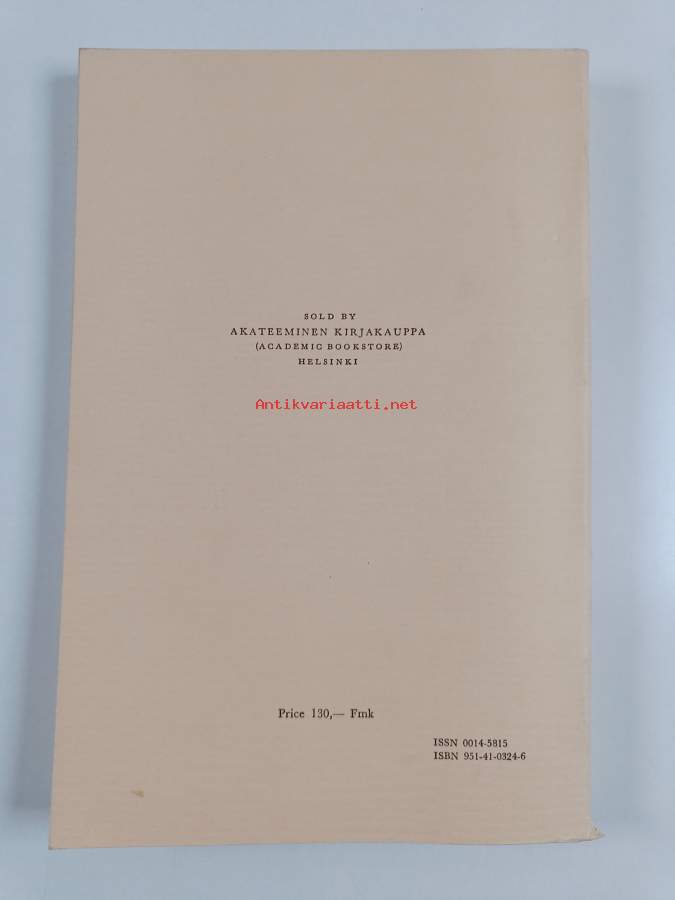 SOLD BY
AKATEEMINEN KIRJAKAUPPA
(ACADEMIC BOOKSTORE)
HELSINKI
Antikvariaatti.net
Price 130,— Fmk
ISSN 0014-5815
ISBN 951-41-0324-6